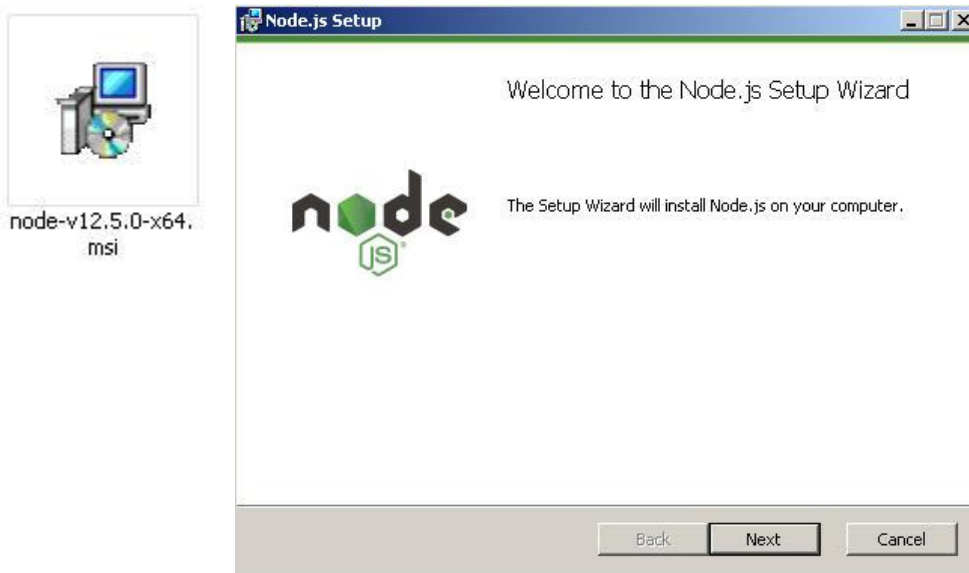 node-v12.5.0-x64.
msi
Node.js Setup
Welcome to the Node.js Setup Wizard
node
JS
The Setup Wizard will install Node.js on your computer.
Back
Next
Cancel